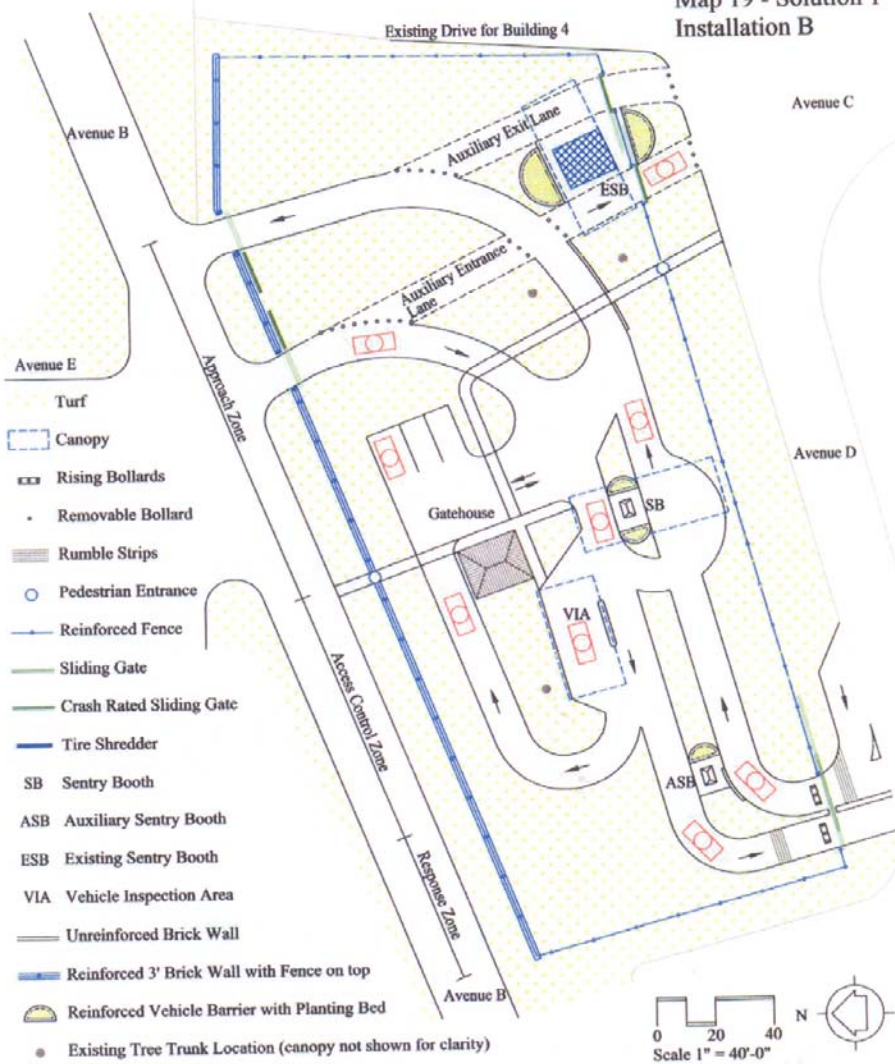 Map 19 - Solution 1
Installation B
Existing Drive for Building 4
Avenue C
Avenue B
Auxiliary Exit Lane
ESB
Auxiliary Entrance
Lane
Avenue E
Approach Zone
Avenue D
Gatehouse
SB
VIA
Access Control Zone
ASB
Response Zone
Avenue B
Turf
Canopy
Rising Bollards
Removable Bollard
Rumble Strips
Pedestrian Entrance
Reinforced Fence
Sliding Gate
Crash Rated Sliding Gate
Tire Shredder
SB Sentry Booth
ASB Auxiliary Sentry Booth
ESB Existing Sentry Booth
VIA Vehicle Inspection Area
Unreinforced Brick Wall
Reinforced 3' Brick Wall with Fence on top
Reinforced Vehicle Barrier with Planting Bed
Existing Tree Trunk Location (canopy not shown for clarity)
N
0 20 40
Scale 1" = 40'-0"